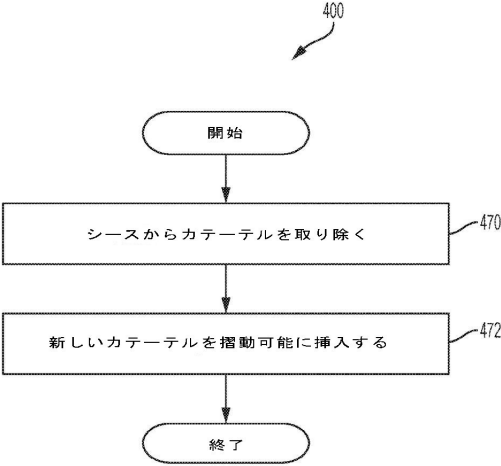 400
開始
シースからカテーテルを取り除く
470
新しいカテーテルを摺動可能に挿入する
472
終了